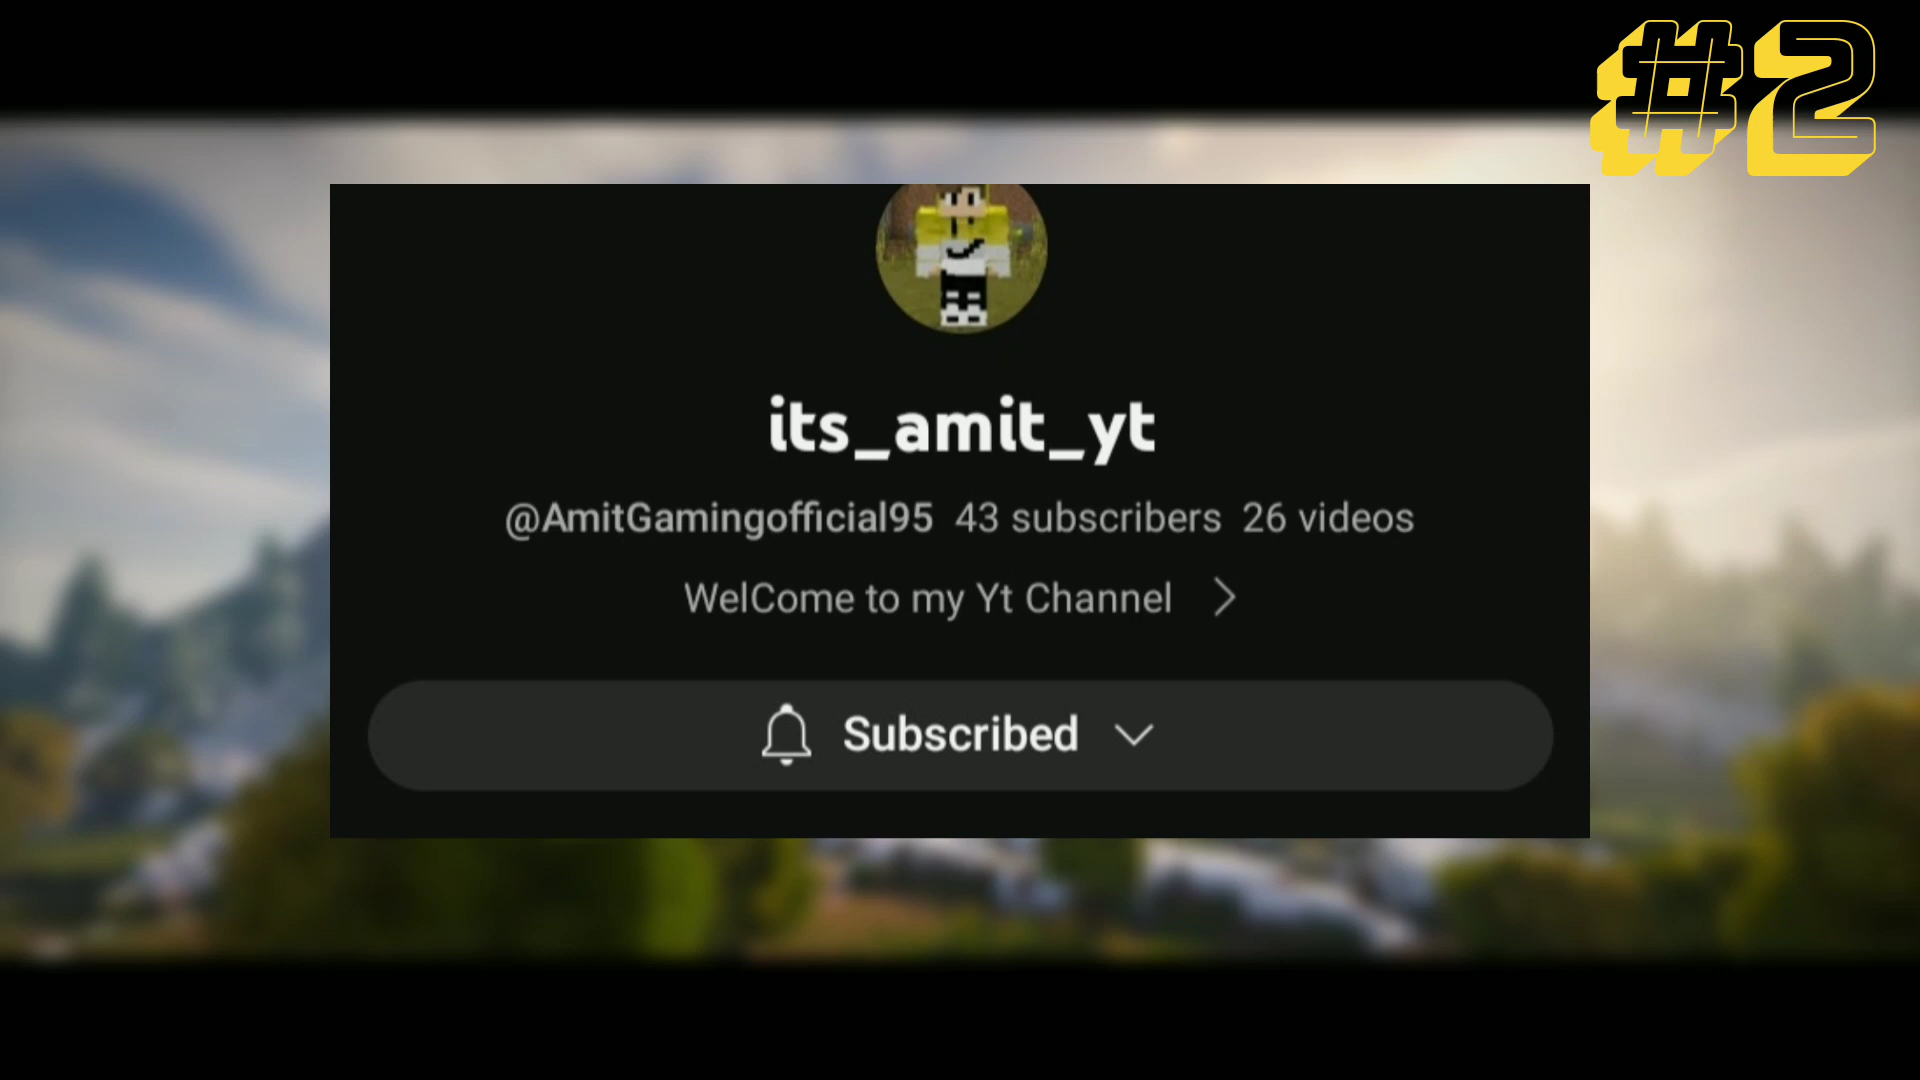 #2
its_amit_yt
@AmitGamingofficial95 43 subscribers 26 videos
WelCome to my Yt Channel
Subscribed